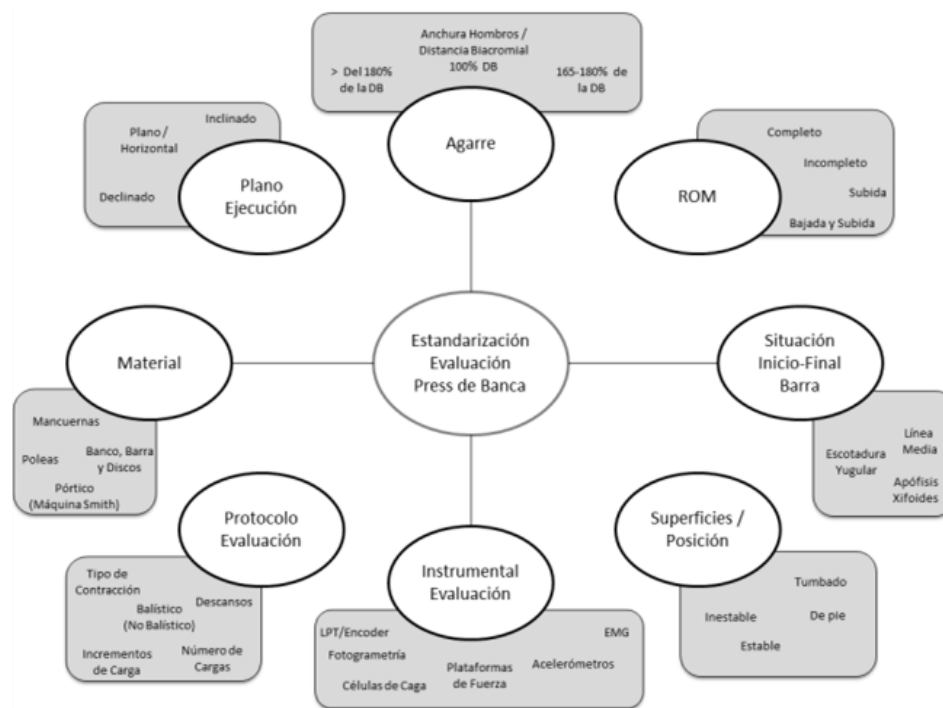 Anchura Hombros /
Distancia Biacromial
100% DB
> Del 180%
de la DB
165-180% de
la DB
Agarre
Inclinado
Plano /
Horizontal
Declinado
Plano
Ejecución
Completo
Incompleto
Subida
Bajada y Subida
ROM
Estandarización
Evaluación
Press de Banca
Material
Mancuernas
Poleas
Banco, Barra
y Discos
Pórtico
(Máquina Smith)
Situación
Inicio-Final
Barra
Línea
Media
Escotadura
Yugular
Apófisis
Xifoides
Protocolo
Evaluación
Tipo de
Contracción
Descansos
Balístico
(No Balístico)
Incrementos
de Carga
Número de
Cargas
Instrumental
Evaluación
LPT/Encoder
EMG
Fotogrametría
Plataformas
de Fuerza
Acelerómetros
Células de Caga
Superficies /
Posición
Tumbado
Inestable
De pie
Estable